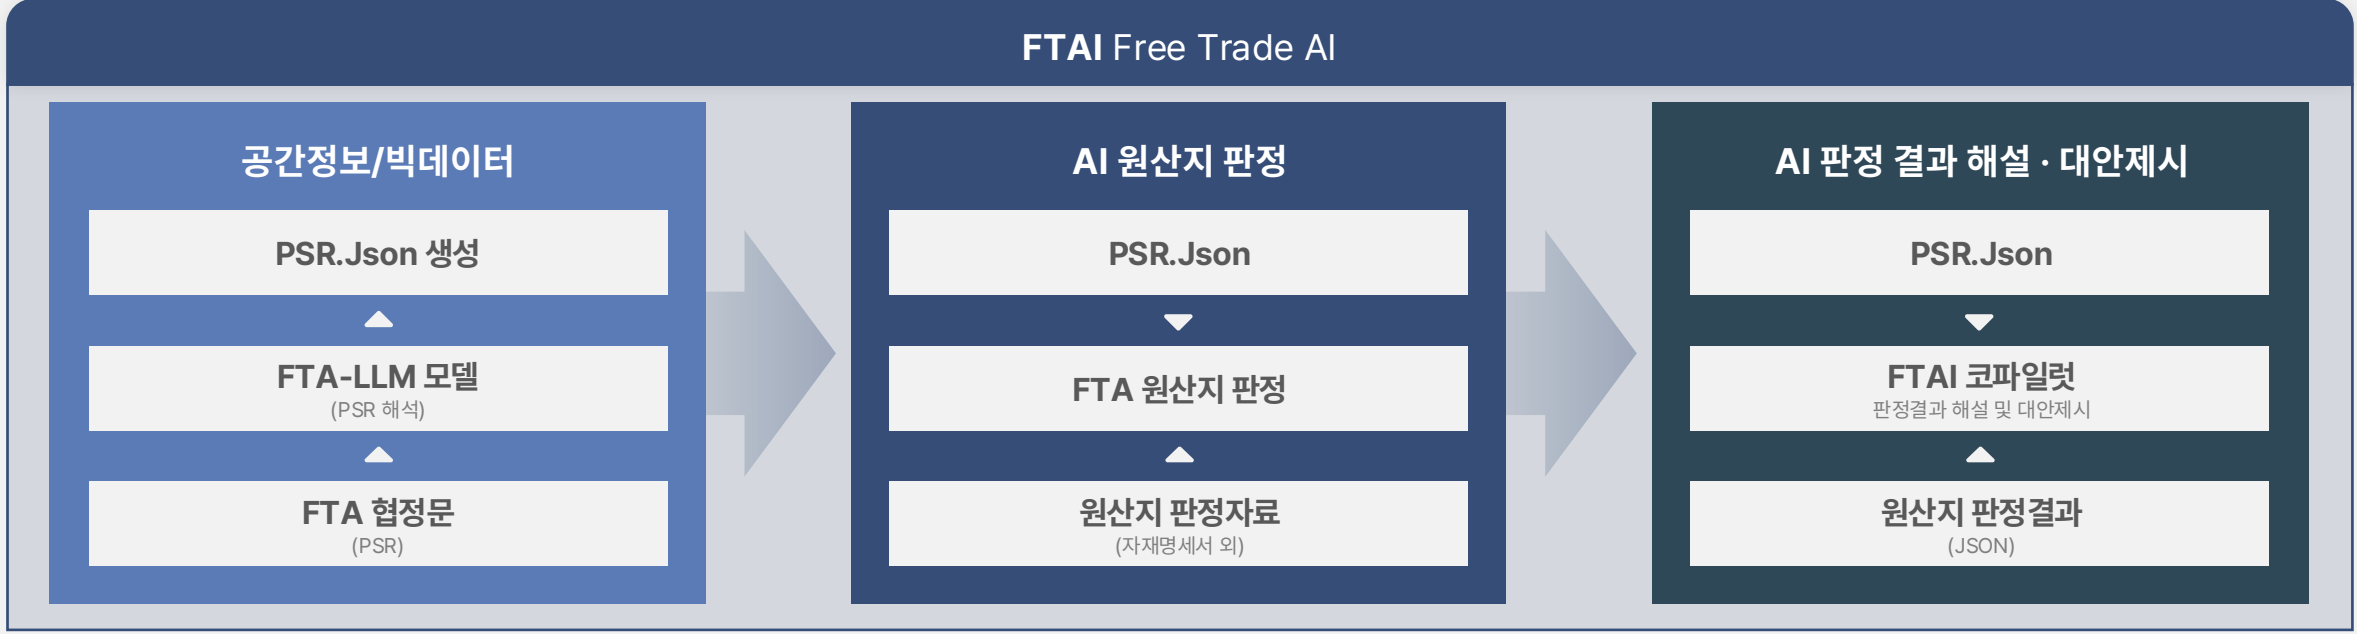 FTAI Free Trade AI
공간정보/빅데이터
PSR.Json 생성
FTA-LLM 모델
(PSR 해석)
FTA 협정문
(PSR)
AI 원산지 판정
PSR.Json
FTA 원산지 판정
원산지 판정자료
(자재명세서 외)
AI 판정 결과 해설 · 대안제시
PSR.Json
FTAI 코파일럿
판정결과 해설 및 대안제시
원산지 판정결과
(JSON)